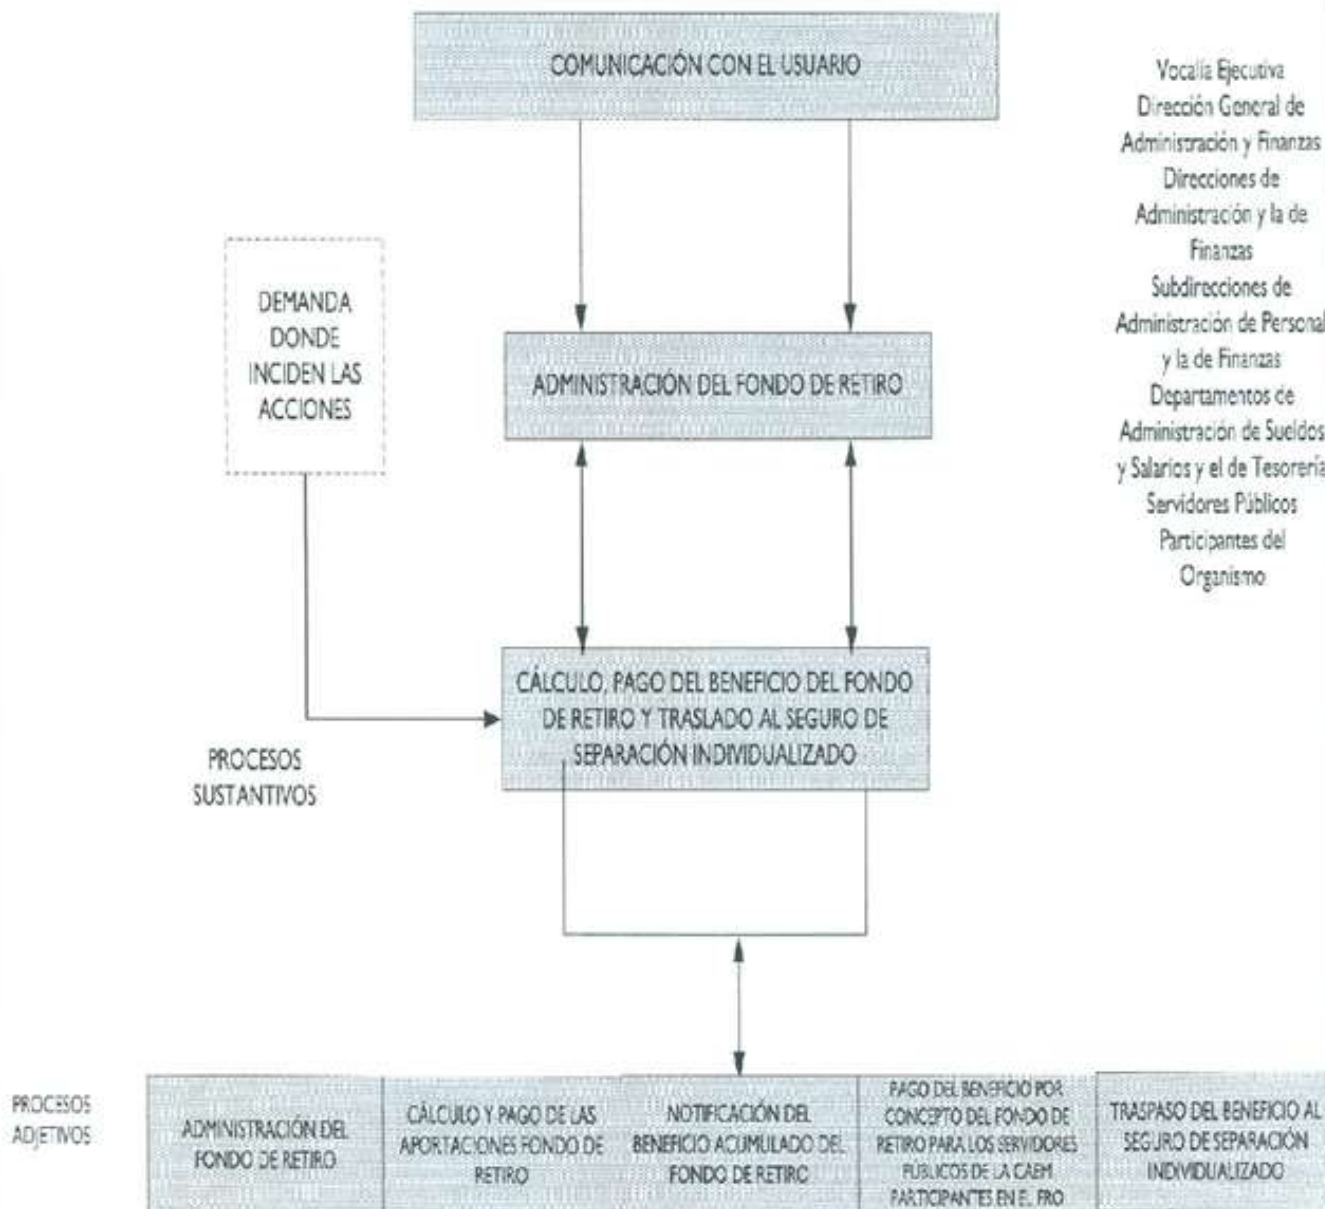 COMUNICACIÓN CON EL USUARIO
Vocalía Ejecutiva
Dirección General de
Administración y Finanzas
Direcciones de
Administración y la de
Finanzas
Subdirecciones de
Administración de Personal
y la de Finanzas
Departamentos de
Administración de Sueldos
y Salarios y el de Tesorería
Servidores Públicos
Participantes del
Organismo
DEMANDA
DONDE
INCIDEN LAS
ACCIONES
ADMINISTRACIÓN DEL FONDO DE RETIRO
CÁLCULO, PAGO DEL BENEFICIO DEL FONDO
DE RETIRO Y TRASLADO AL SEGURO DE
SEPARACIÓN INDIVIDUALIZADO
PROCESOS
SUSTANTIVOS
PROCESOS
ADJETIVOS
ADMINISTRACIÓN DEL
FONDO DE RETIRO
CÁLCULO Y PAGO DE LAS
APORTACIONES FONDO DE
RETIRO
NOTIFICACIÓN DEL
BENEFICIO ACUMULADO DEL
FONDO DE RETIRO
PAGO DEL BENEFICIO POR
CONCEPTO DEL FONDO DE
RETIRO PARA LOS SERVIDORES
PÚBLICOS DE LA CAEM
PARTICIPANTES EN EL FRO
TRASPASO DEL BENEFICIO AL
SEGURO DE SEPARACIÓN
INDIVIDUALIZADO